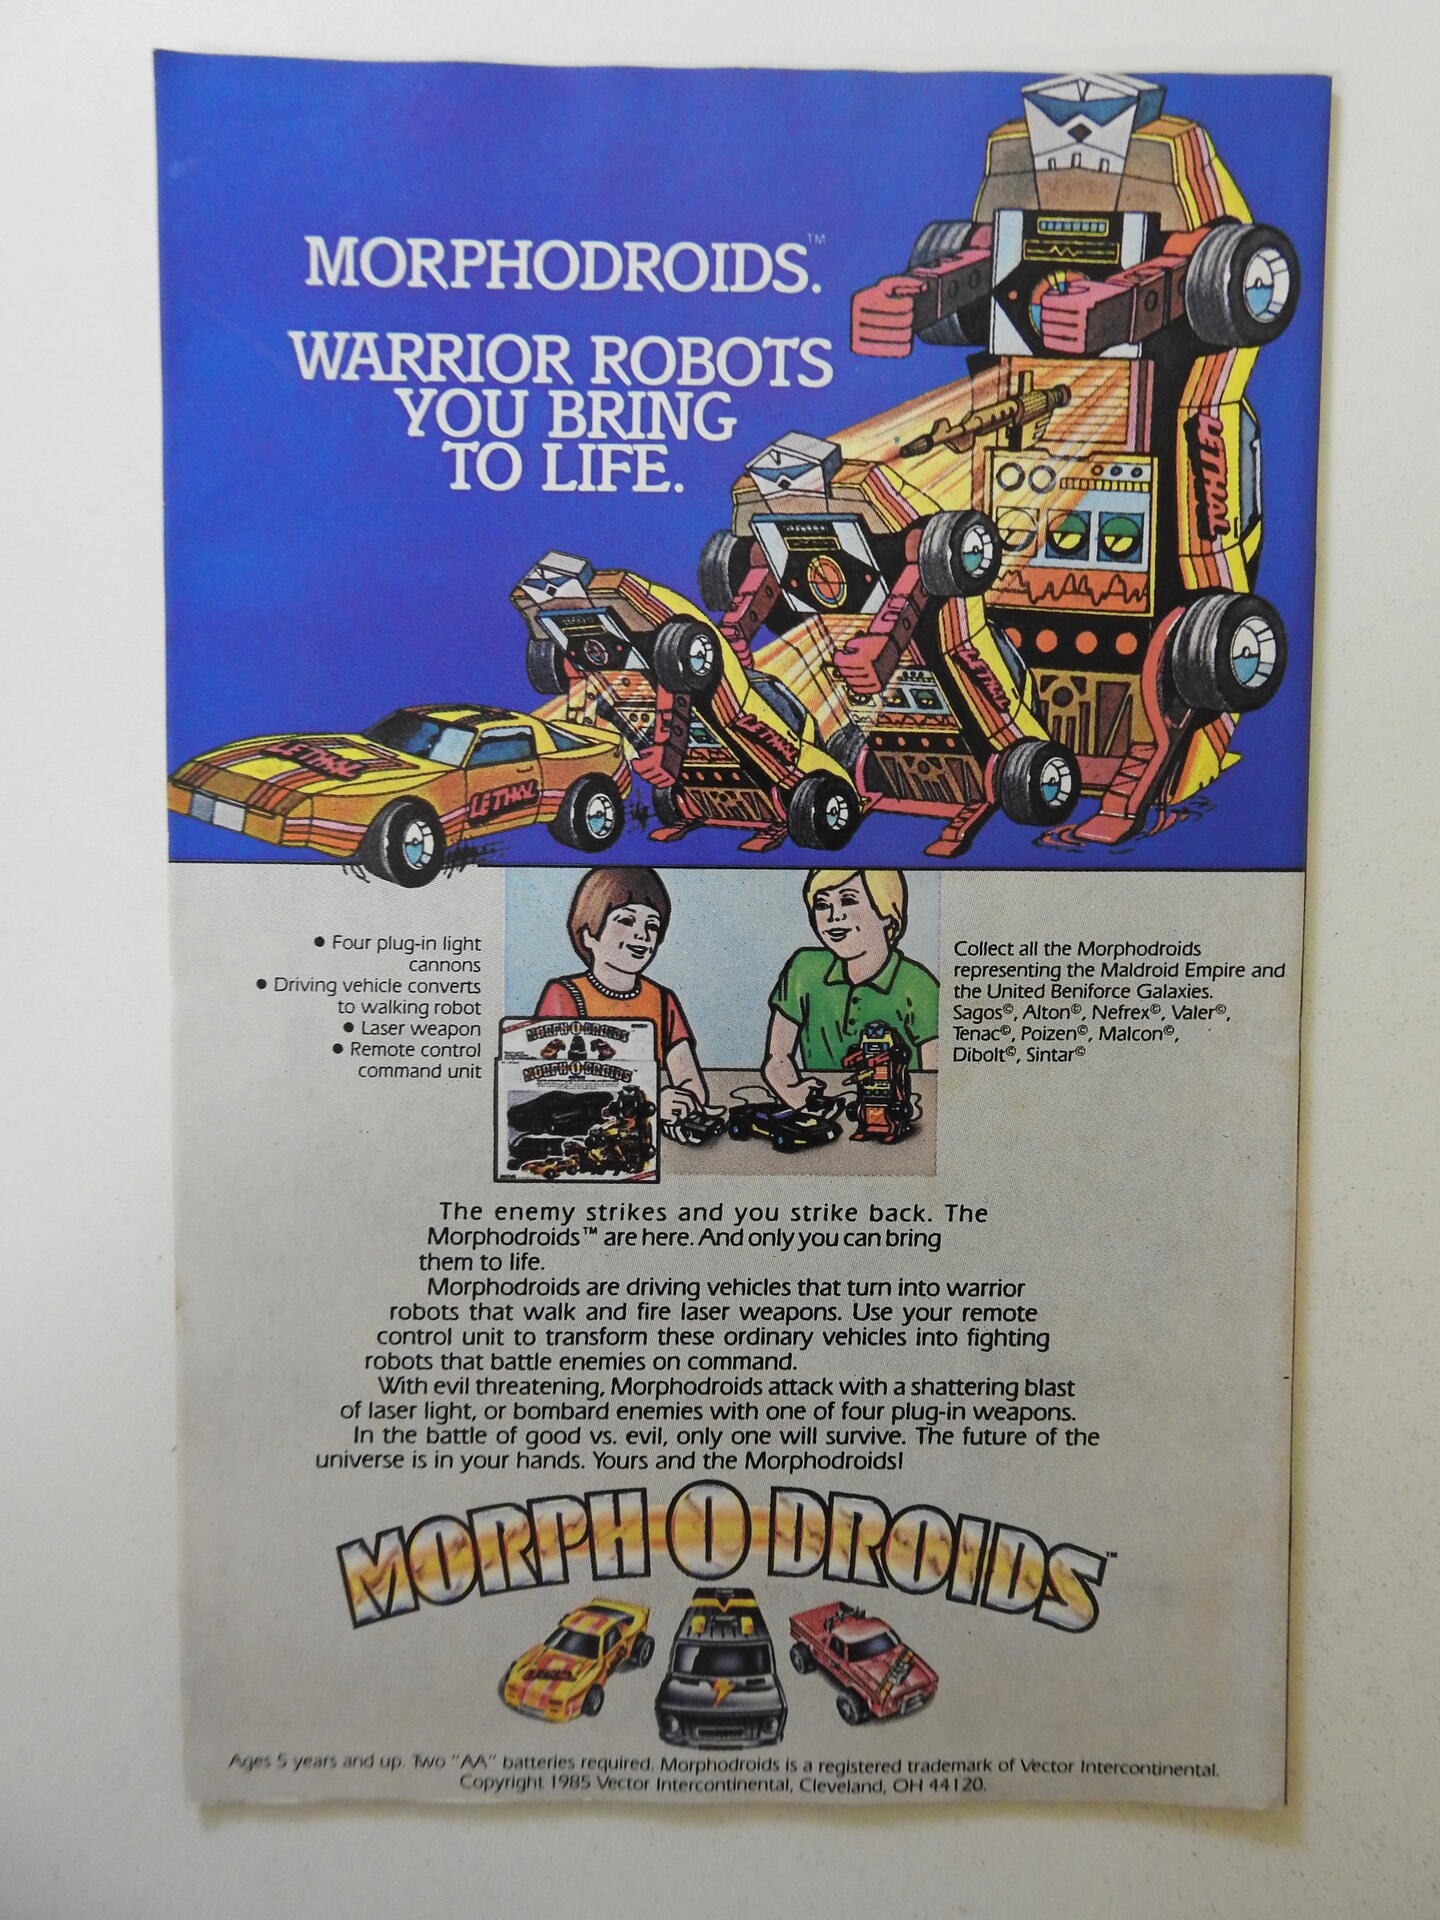 MORPHODROIDS.™
WARRIOR ROBOTS
YOU BRING
TO LIFE.
LETHAL
LETHAL
LETHAL
LETHAL
LETHAL
• Four plug-in light
cannons
• Driving vehicle converts
to walking robot
• Laser weapon
• Remote control
command unit
MORPH O DROIDS
MORPH O DROIDS
Collect all the Morphodroids
representing the Maldroid Empire and
the United Beniforce Galaxies.
Sagos©, Alton©, Nefrex©, Valer©,
Tenac©, Poizen©, Malcon©,
Dibolt©, Sintar©
The enemy strikes and you strike back. The
Morphodroids™ are here. And only you can bring
them to life.
Morphodroids are driving vehicles that turn into warrior
robots that walk and fire laser weapons. Use your remote
control unit to transform these ordinary vehicles into fighting
robots that battle enemies on command.
With evil threatening, Morphodroids attack with a shattering blast
of laser light, or bombard enemies with one of four plug-in weapons.
In the battle of good vs. evil, only one will survive. The future of the
universe is in your hands. Yours and the Morphodroids!
MORPH O DROIDS™
Ages 5 years and up. Two "AA" batteries required. Morphodroids is a registered trademark of Vector Intercontinental.
Copyright 1985 Vector Intercontinental, Cleveland, OH 44120.